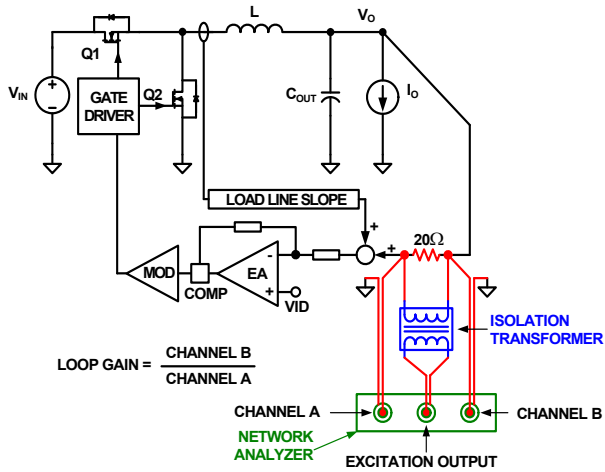 L
V_O
Q1
V_IN
GATE
DRIVER
Q2
C_OUT
I_O
LOAD LINE SLOPE
+
+
20Ω
MOD
COMP
EA
-
+
VID
ISOLATION
TRANSFORMER
LOOP GAIN = CHANNEL B
CHANNEL A
CHANNEL A
CHANNEL B
NETWORK
ANALYZER
EXCITATION OUTPUT